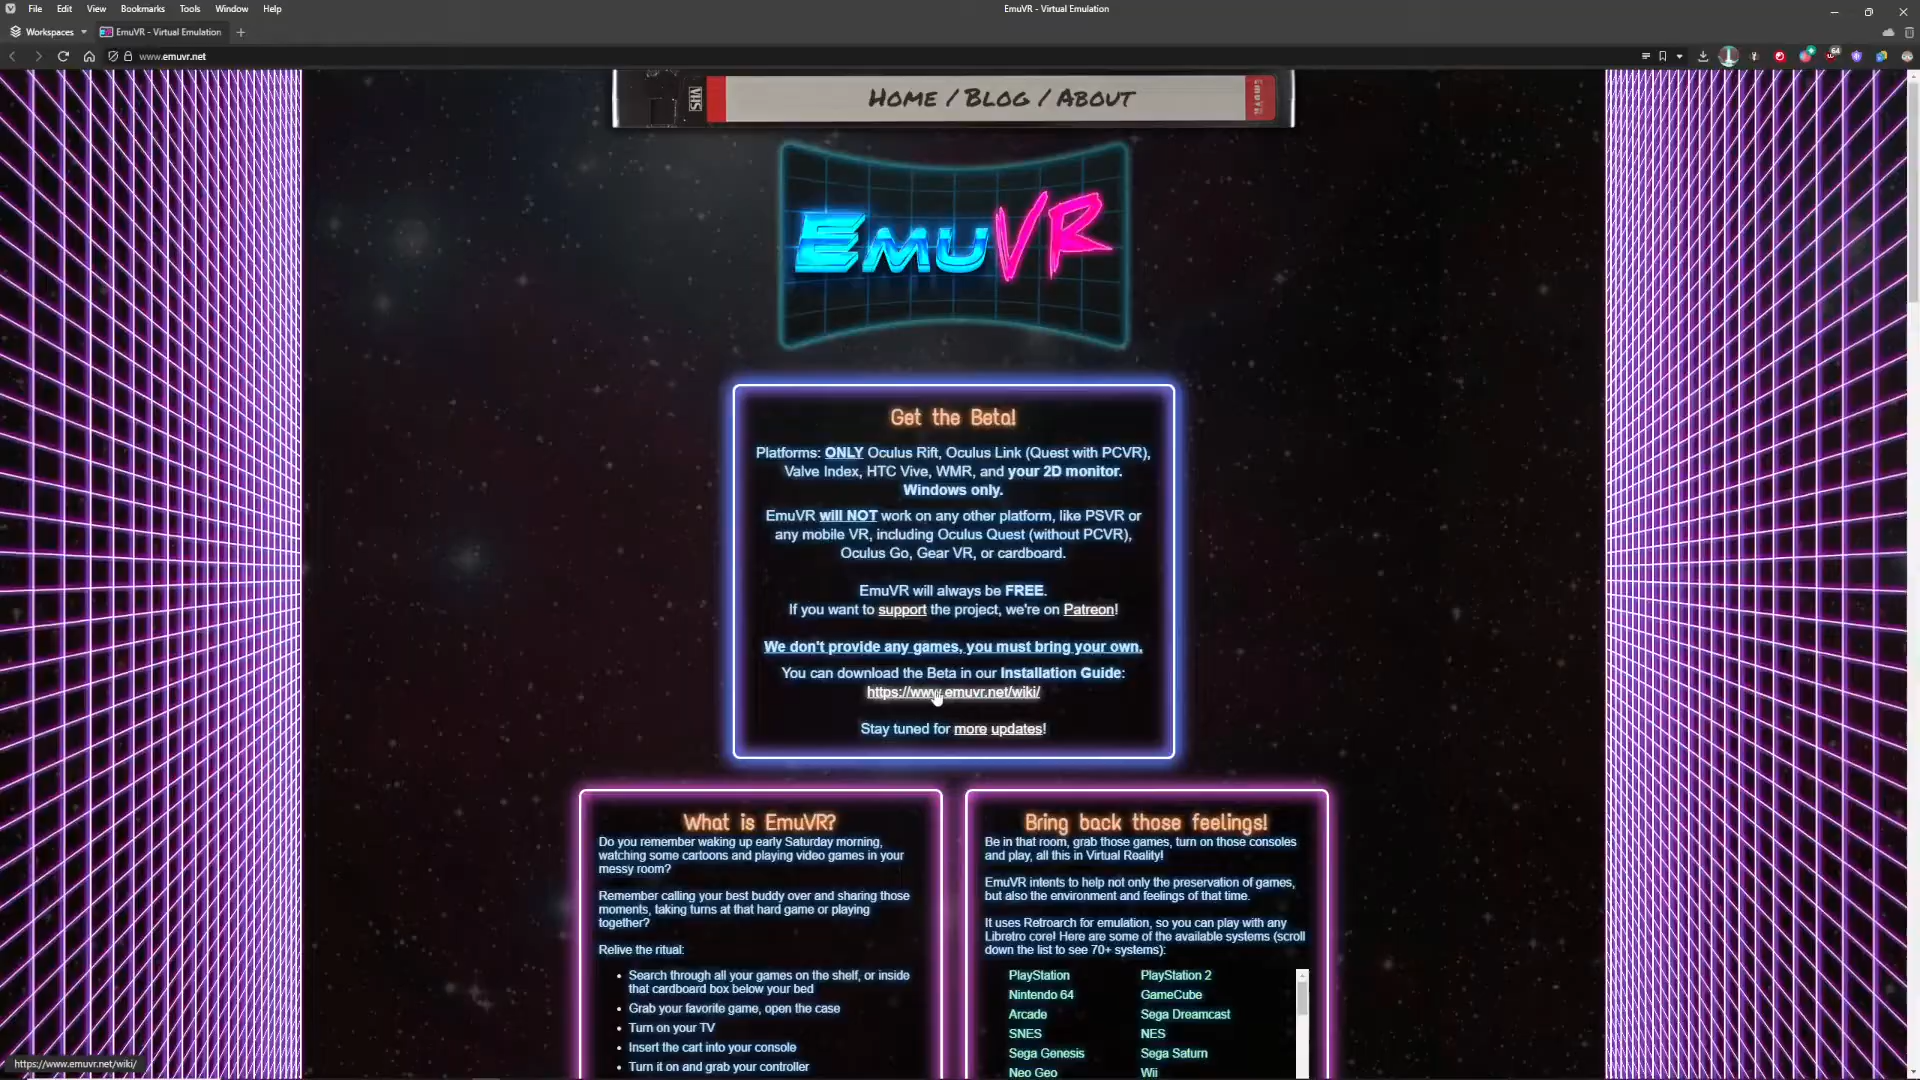 File Edit View Bookmarks Tools Window Help
EmuVR - Virtual Emulation
Workspaces
EmuVR - Virtual Emulation
www.emuvr.net
64
VHS
Home / Blog / About
EmuVR
EmuVR
Get the Beta!
Platforms: ONLY Oculus Rift, Oculus Link (Quest with PCVR),
Valve Index, HTC Vive, WMR, and your 2D monitor.
Windows only.
EmuVR will NOT work on any other platform, like PSVR or
any mobile VR, including Oculus Quest (without PCVR),
Oculus Go, Gear VR, or cardboard.
EmuVR will always be FREE.
If you want to support the project, we're on Patreon!
We don't provide any games, you must bring your own.
You can download the Beta in our Installation Guide:
https://www.emuvr.net/wiki/
Stay tuned for more updates!
What is EmuVR?
Do you remember waking up early Saturday morning,
watching some cartoons and playing video games in your
messy room?
Remember calling your best buddy over and sharing those
moments, taking turns at that hard game or playing
together?
Relive the ritual:
• Search through all your games on the shelf, or inside
that cardboard box below your bed
• Grab your favorite game, open the case
• Turn on your TV
• Insert the cart into your console
• Turn it on and grab your controller
Bring back those feelings!
Be in that room, grab those games, turn on those consoles
and play, all this in Virtual Reality!
EmuVR intends to help not only the preservation of games,
but also the environment and feelings of that time.
It uses Retroarch for emulation, so you can play with any
Libretro core! Here are some of the available systems (scroll
down the list to see 70+ systems):
PlayStation PlayStation 2
Nintendo 64 GameCube
Arcade Sega Dreamcast
SNES NES
Sega Genesis Sega Saturn
Neo Geo Wii
https://www.emuvr.net/wiki/